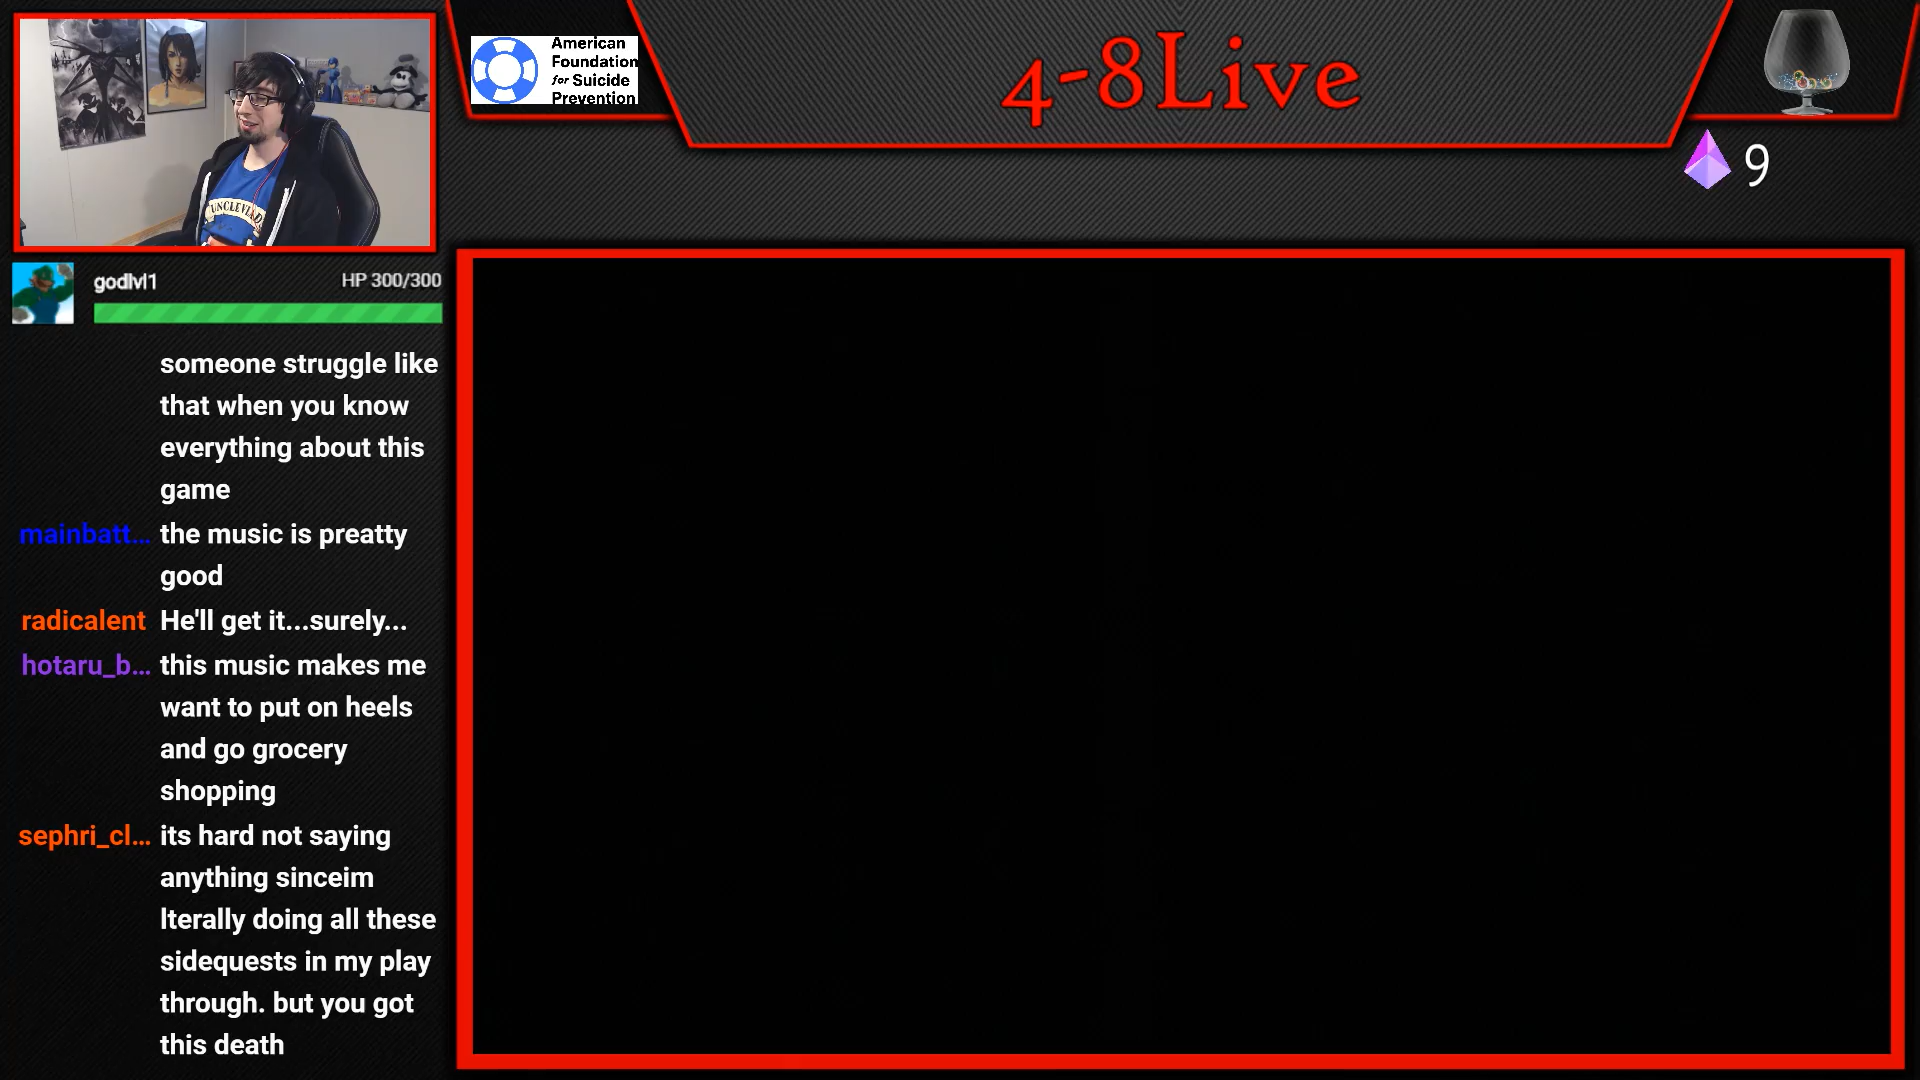 American
Foundation
for Suicide
Prevention
4-8Live
9
UNCLEVLAD
godlvl1
HP 300/300
someone struggle like
that when you know
everything about this
game
mainbatt... the music is preatty
good
radicalent He'll get it...surely...
hotaru_b... this music makes me
want to put on heels
and go grocery
shopping
sephri_cl... its hard not saying
anything sinceim
lterally doing all these
sidequests in my play
through. but you got
this death